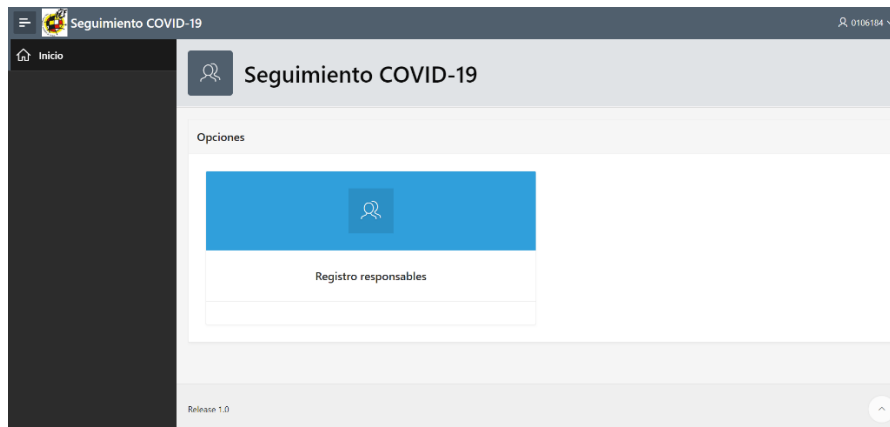 Seguimiento COVID-19
0106184
Inicio
Seguimiento COVID-19
Opciones
Registro responsables
Release 1.0